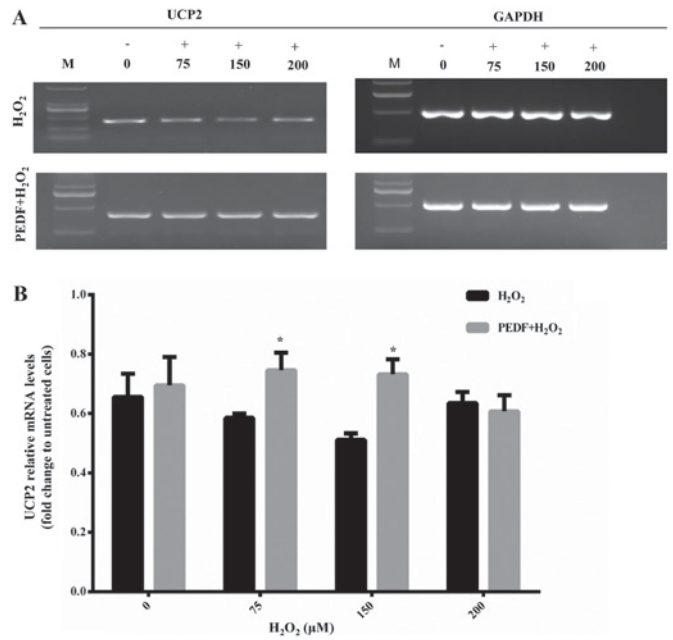 A
UCP2 GAPDH
- + + + - + + +
M 0 75 150 200 M 0 75 150 200
H₂O₂
PEDF+H₂O₂
B
H₂O₂
PEDF+H₂O₂
UCP2 relative mRNA levels
(fold change to untreated cells)
1.0
0.8
0.6
0.4
0.2
0.0
* *
0 75 150 200
H₂O₂ (µM)